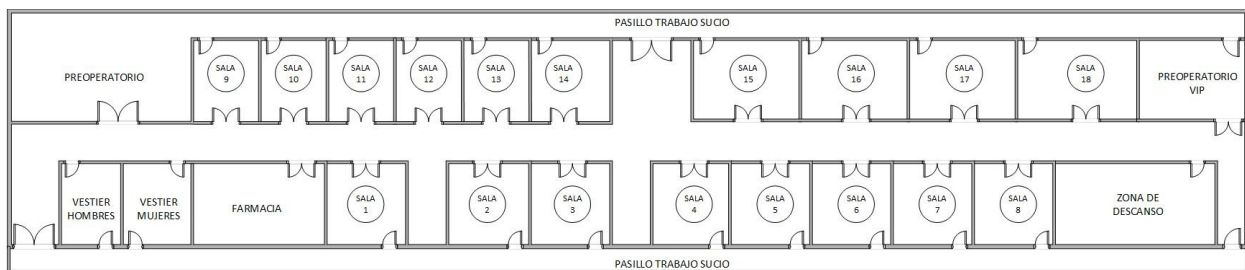 PASILLO TRABAJO SUCIO
PREOPERATORIO
SALA
9
SALA
10
SALA
11
SALA
12
SALA
13
SALA
14
SALA
15
SALA
16
SALA
17
SALA
18
PREOPERATORIO
VIP
VESTIER
HOMBRES
VESTIER
MUJERES
FARMACIA
SALA
1
SALA
2
SALA
3
SALA
4
SALA
5
SALA
6
SALA
7
SALA
8
ZONA DE
DESCANSO
PASILLO TRABAJO SUCIO